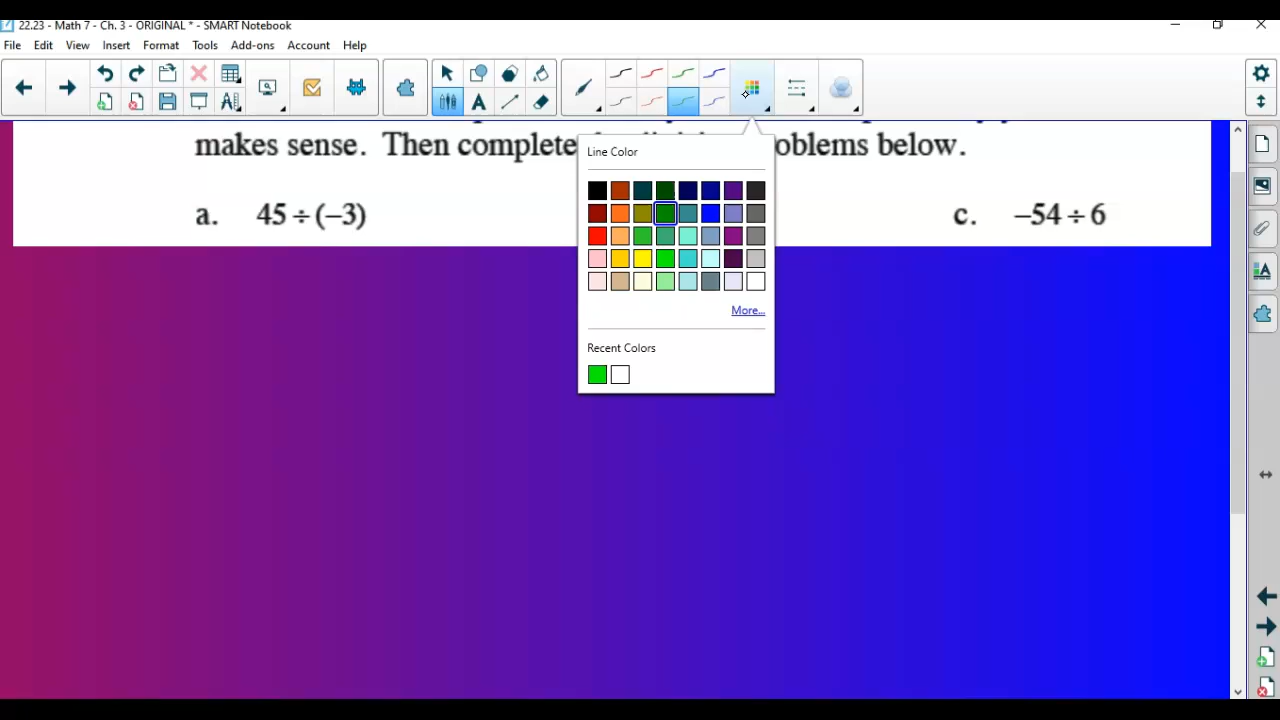 22.23 - Math 7 - Ch. 3 - ORIGINAL * - SMART Notebook
File Edit View Insert Format Tools Add-ons Account Help
makes sense. Then complete oblems below.
Line Color
a. 45 ÷ (–3)
c. –54 ÷ 6
More...
Recent Colors